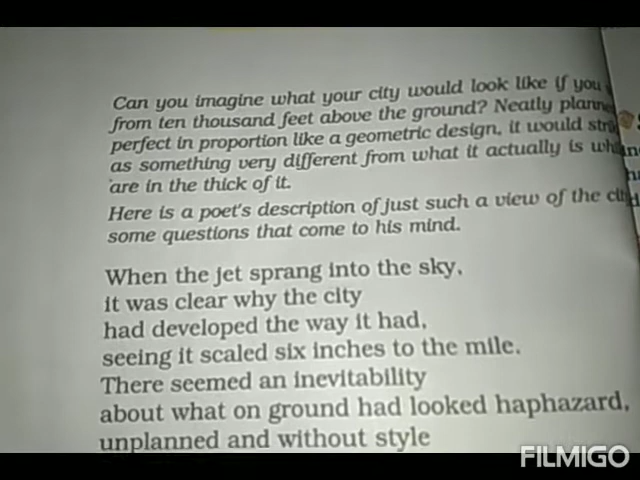 Can you imagine what your city would look like if you
from ten thousand feet above the ground? Neatly planne
perfect in proportion like a geometric design, it would stri
as something very different from what it actually is wh
are in the thick of it.
Here is a poet's description of just such a view of the cit
some questions that come to his mind.
When the jet sprang into the sky,
it was clear why the city
had developed the way it had,
seeing it scaled six inches to the mile.
There seemed an inevitability
about what on ground had looked haphazard,
unplanned and without style
FILMIGO